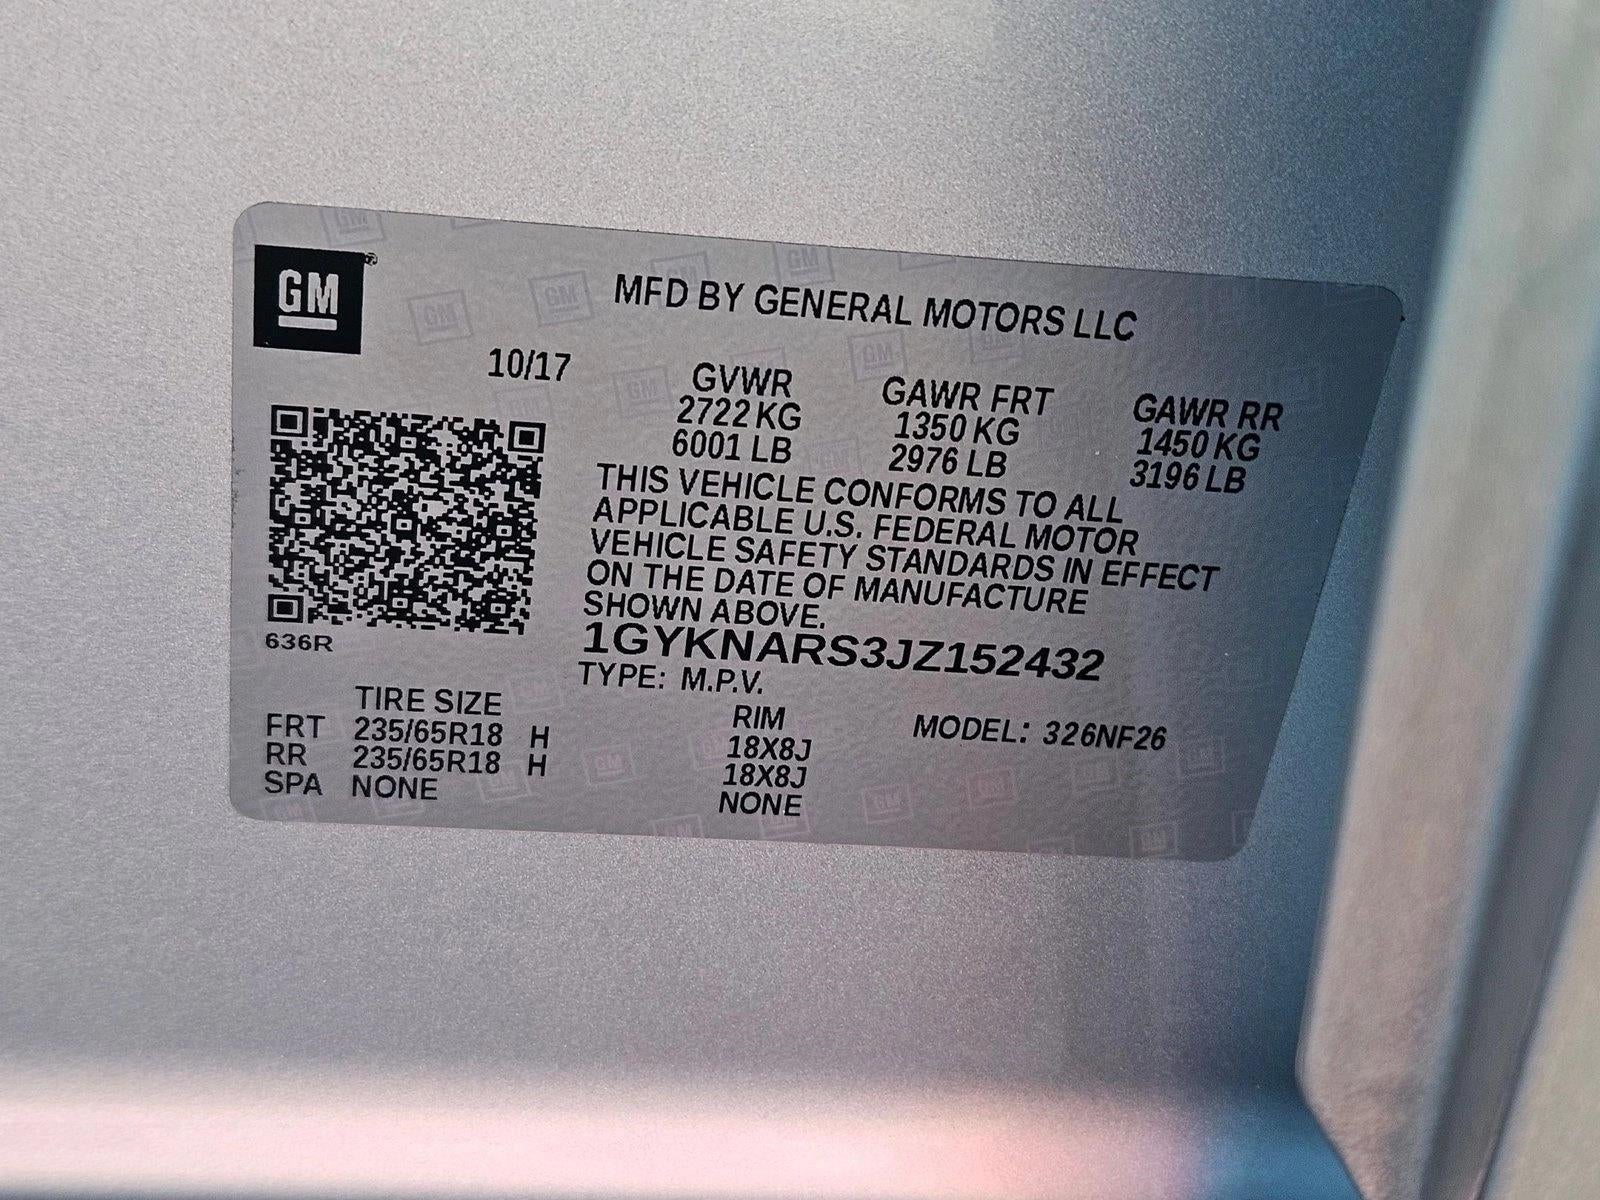 GM
MFD BY GENERAL MOTORS LLC
10/17
GVWR GAWR FRT GAWR RR
2722 KG 1350 KG 1450 KG
6001 LB 2976 LB 3196 LB
THIS VEHICLE CONFORMS TO ALL
APPLICABLE U.S. FEDERAL MOTOR
VEHICLE SAFETY STANDARDS IN EFFECT
ON THE DATE OF MANUFACTURE
SHOWN ABOVE.
636R
1GYKNARS3JZ152432
TYPE: M.P.V.
TIRE SIZE RIM MODEL: 326NF26
FRT 235/65R18 H 18X8J
RR 235/65R18 H 18X8J
SPA NONE NONE